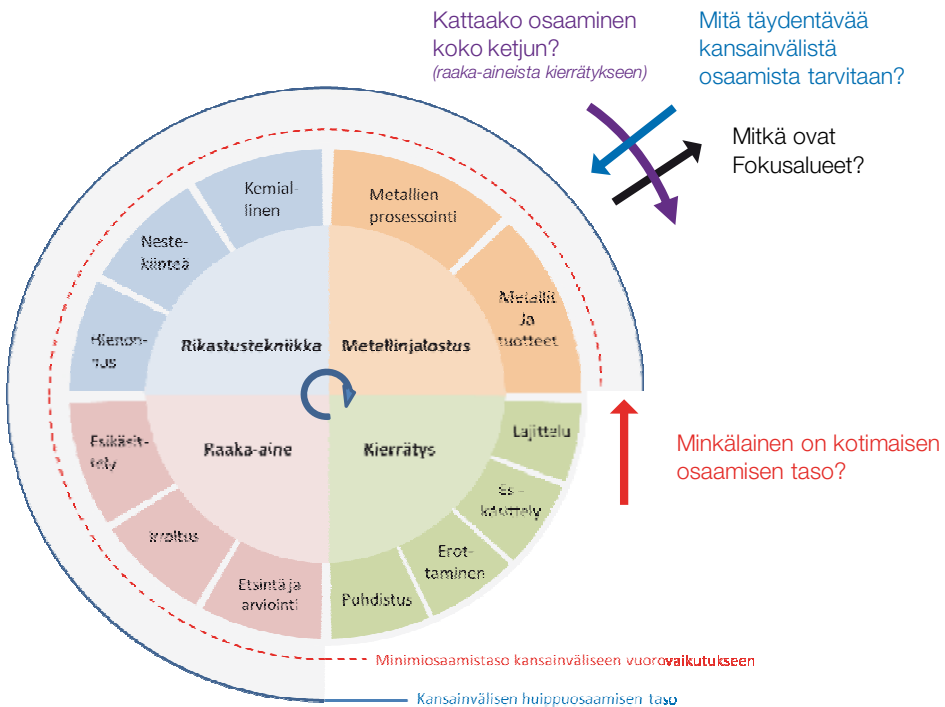 Kattaako osaaminen
koko ketjun?
(raaka-aineista kierrätykseen)
Mitä täydentävää
kansainvälistä
osaamista tarvitaan?
Mitkä ovat
Fokusalueet?
Kemial-
linen
Metallien
prosessointi
Neste-
kiinteä
Metallit
ja
tuotteet
Hienon-
nus
Rikastustekniikka
Metallinjalostus
Raaka-aine
Kierrätys
Esikäsit-
tely
Lajittelu
Minkälainen on kotimaisen
osaamisen taso?
Esi-
käsittely
Irroitus
Erot-
taminen
Etsintä ja
arviointi
Puhdistus
Minimiosaamistaso kansainväliseen vuorovaikutukseen
Kansainvälisen huippuosaamisen taso